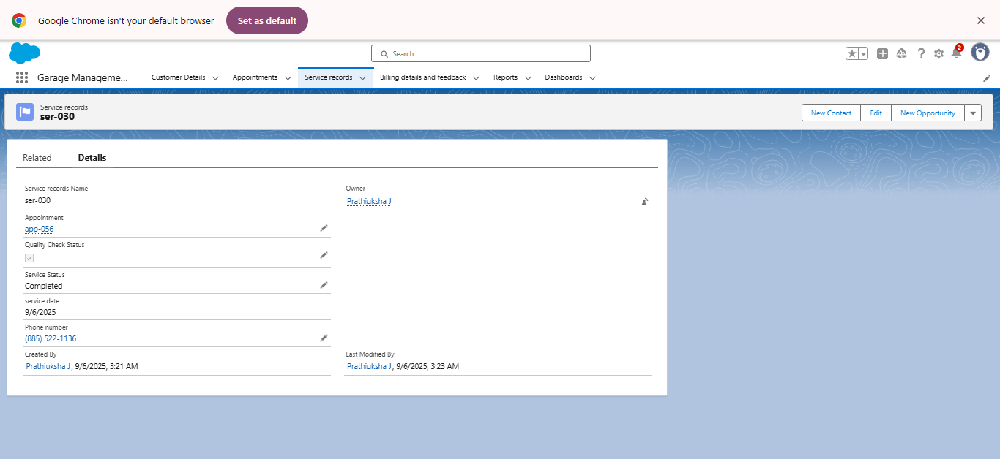 Google Chrome isn't your default browser
Set as default
Search...
2
Garage Manageme...
Customer Details
Appointments
Service records
Billing details and feedback
Reports
Dashboards
Service records
ser-030
New Contact
Edit
New Opportunity
Related
Details
Service records Name
ser-030
Owner
Prathiuksha J
Appointment
app-056
Quality Check Status
Service Status
Completed
service date
9/6/2025
Phone number
(885) 522-1136
Created By
Prathiuksha J, 9/6/2025, 3:21 AM
Last Modified By
Prathiuksha J, 9/6/2025, 3:23 AM